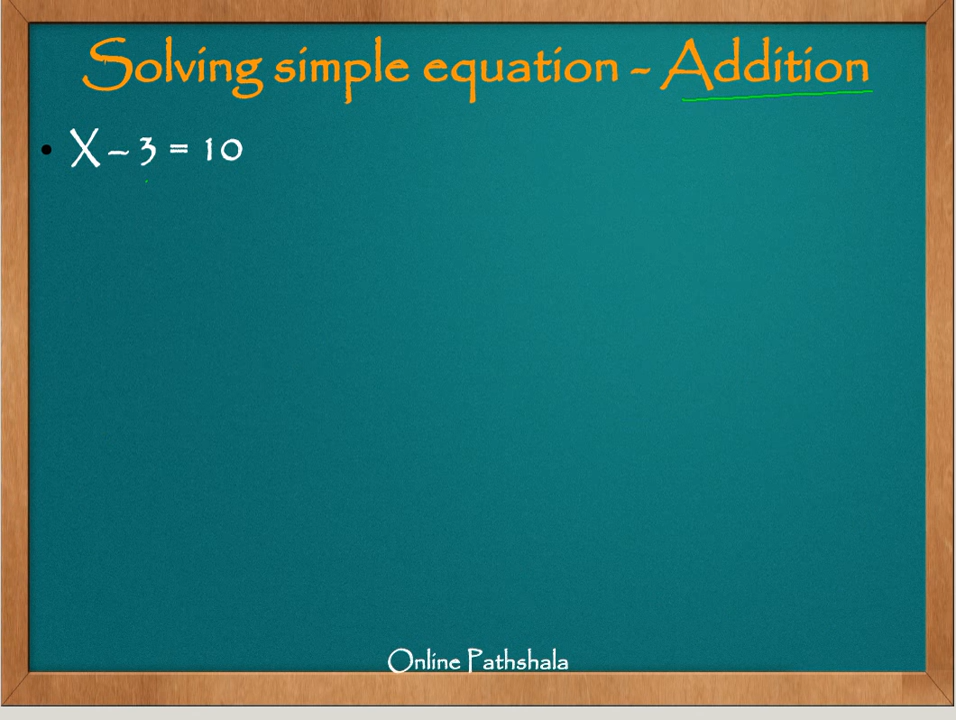 Solving simple equation - Addition
• X – 3 = 10
Online Pathshala